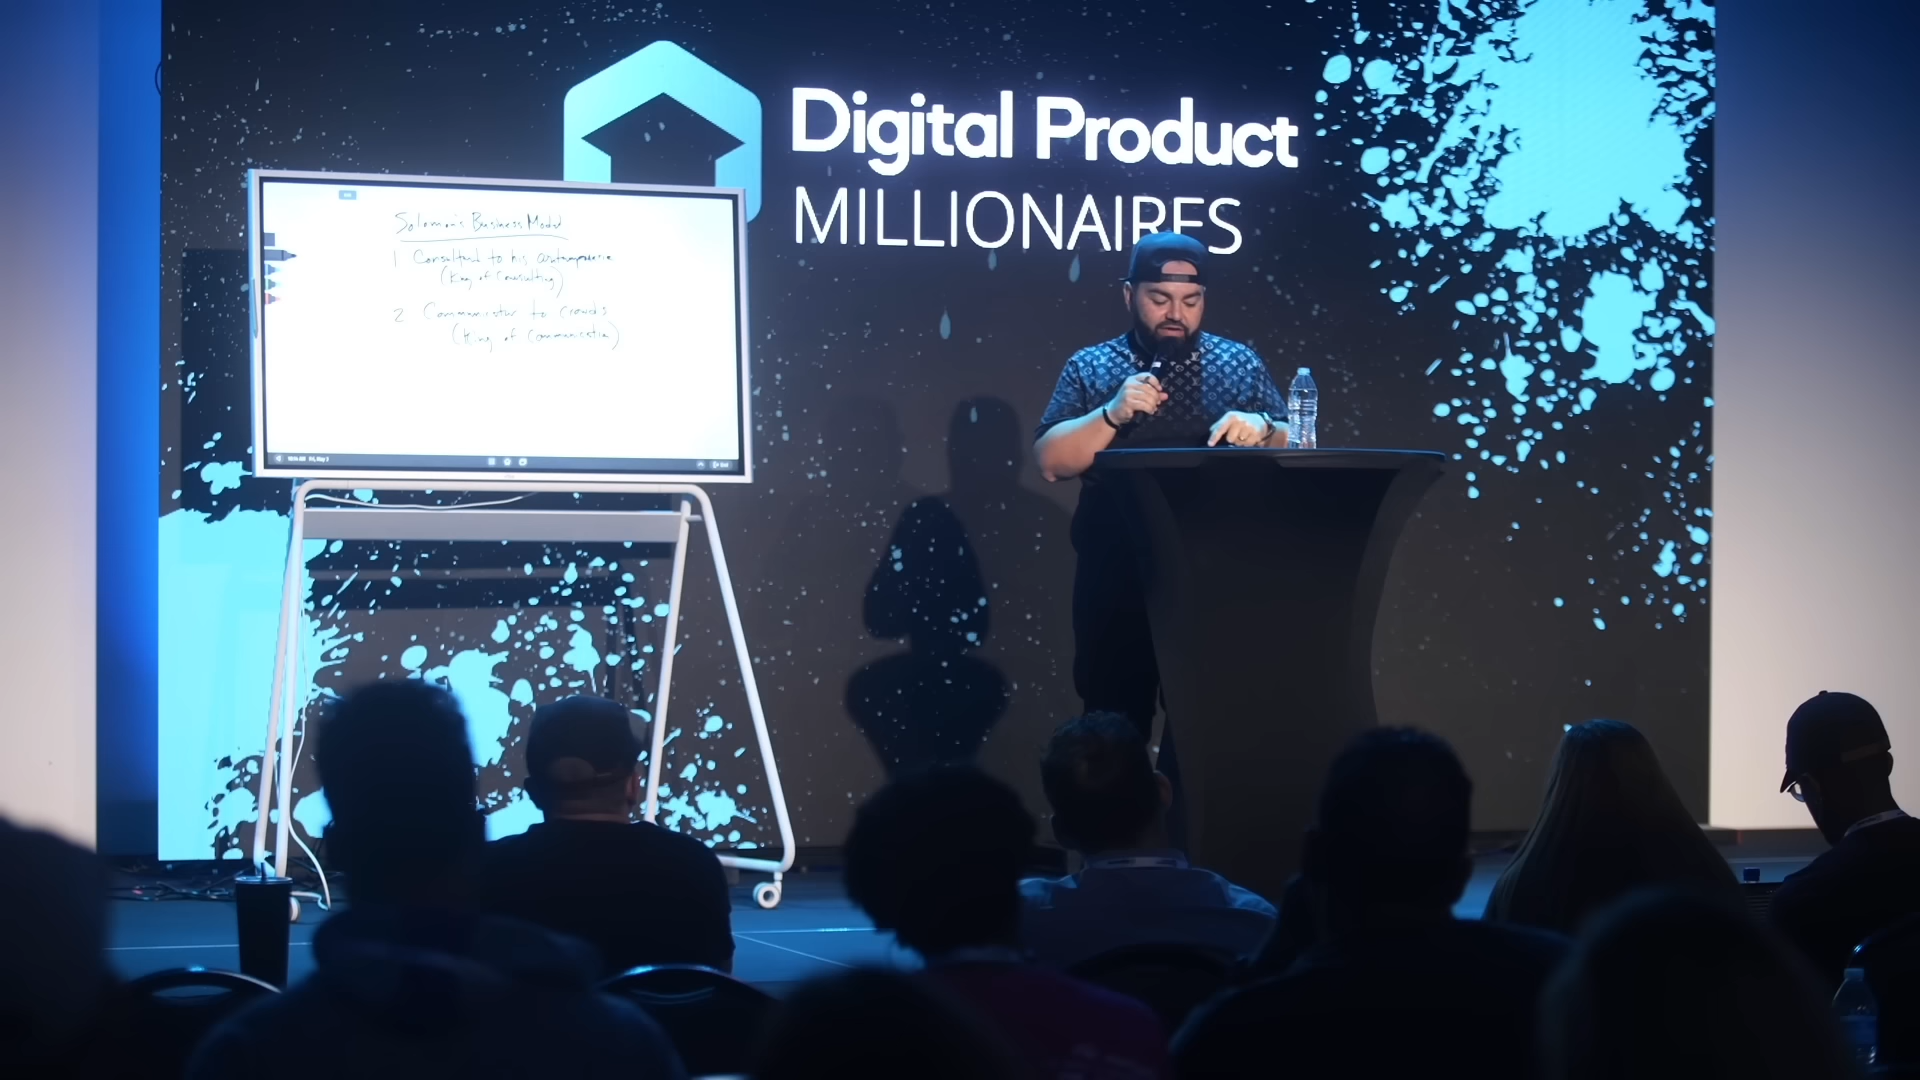 Digital Product
MILLIONAIRES
Solomon's Business Model
1 Consultant to his contemporaries
(King of Consulting)
2 Communicator to Crowds
(King of Communication)